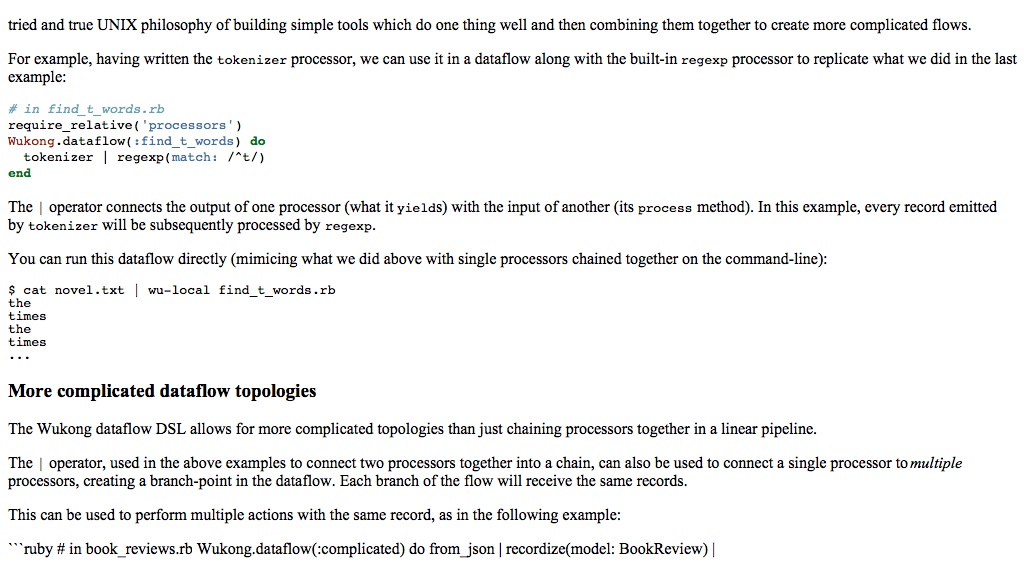 tried and true UNIX philosophy of building simple tools which do one thing well and then combining them together to create more complicated flows.
For example, having written the tokenizer processor, we can use it in a dataflow along with the built-in regexp processor to replicate what we did in the last
example:
# in find_t_words.rb
require_relative('processors')
Wukong.dataflow(:find_t_words) do
  tokenizer | regexp(match: /^t/)
end
The | operator connects the output of one processor (what it yields) with the input of another (its process method). In this example, every record emitted
by tokenizer will be subsequently processed by regexp.
You can run this dataflow directly (mimicing what we did above with single processors chained together on the command-line):
$ cat novel.txt | wu-local find_t_words.rb
the
times
the
times
...
More complicated dataflow topologies
The Wukong dataflow DSL allows for more complicated topologies than just chaining processors together in a linear pipeline.
The | operator, used in the above examples to connect two processors together into a chain, can also be used to connect a single processor to multiple
processors, creating a branch-point in the dataflow. Each branch of the flow will receive the same records.
This can be used to perform multiple actions with the same record, as in the following example:
```ruby # in book_reviews.rb Wukong.dataflow(:complicated) do from_json | recordize(model: BookReview) |